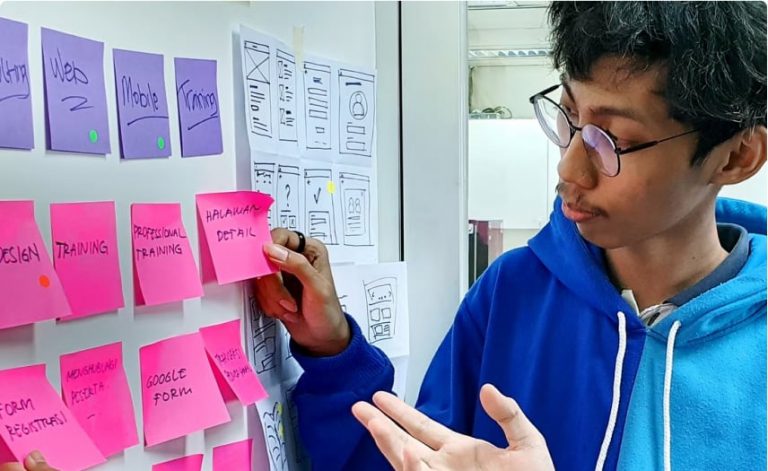 Web
Mobile
Training
DESIGN
TRAINING
PROFESSIONAL
TRAINING
HALAMAN
DETAIL
FORM
REGISTRASI
MENGHUBUNGI
PESERTA
GOOGLE
FORM
?